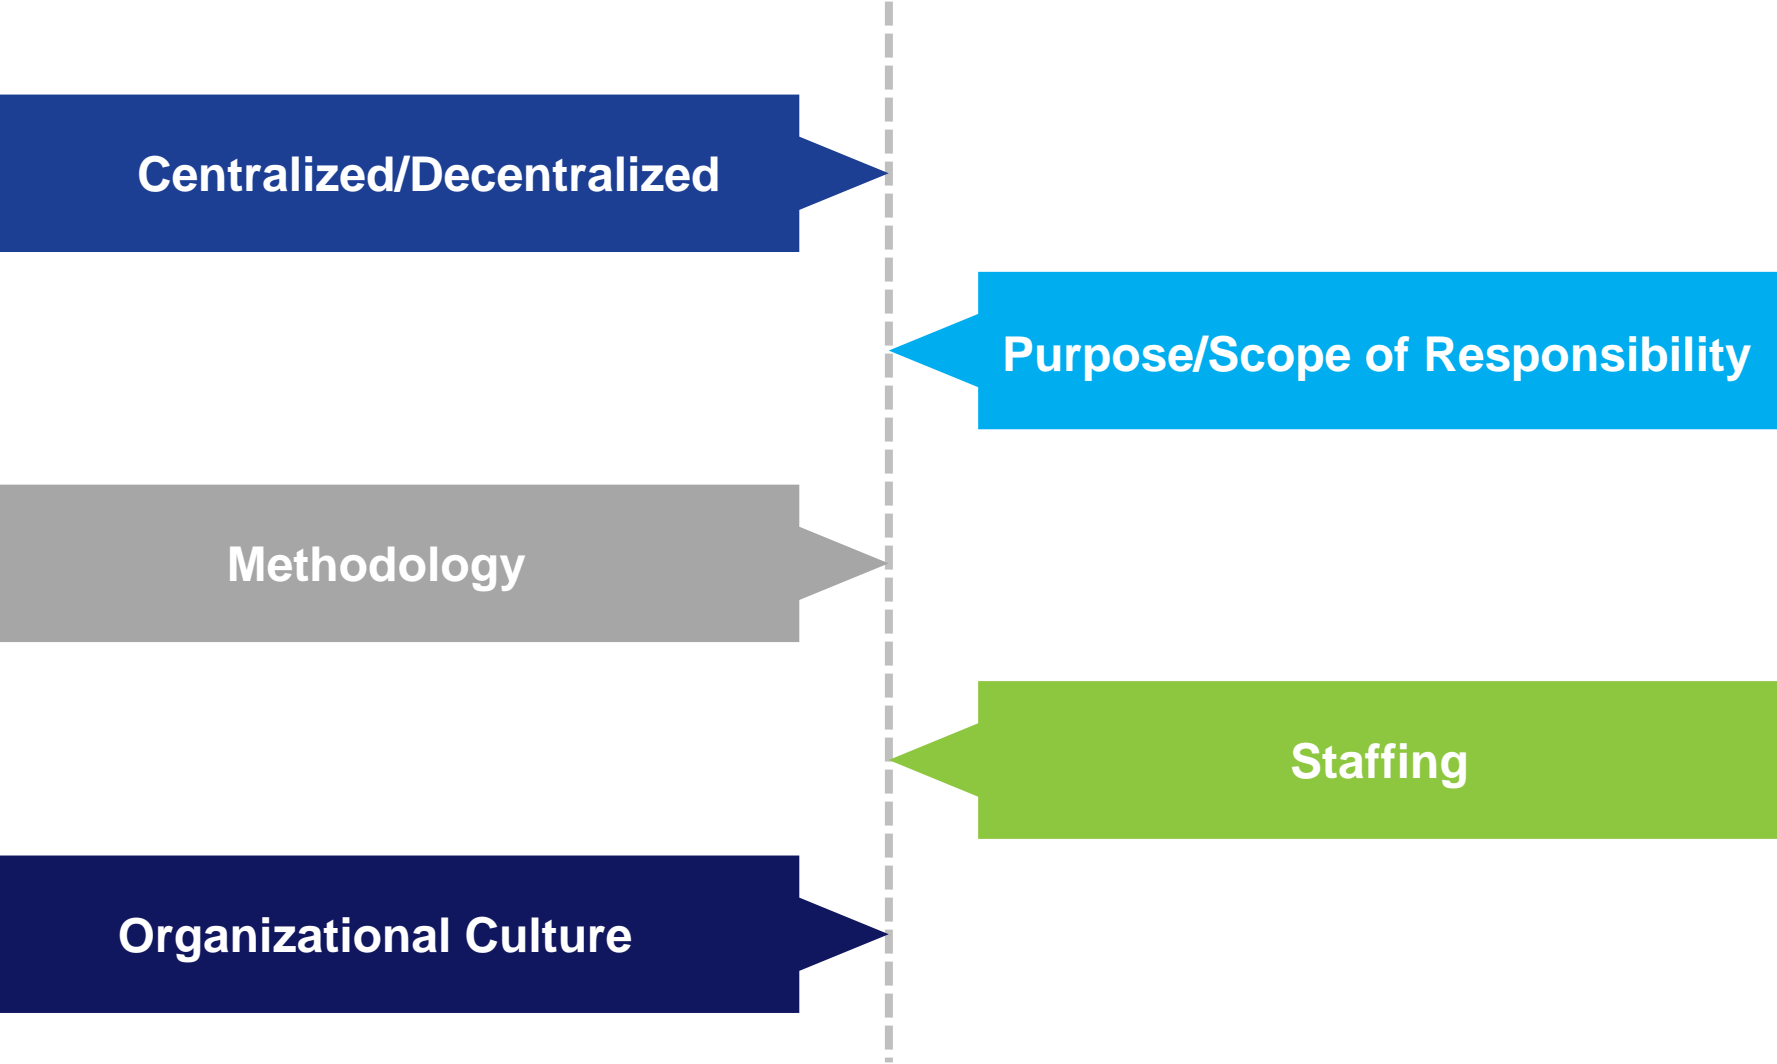 Centralized/Decentralized
Purpose/Scope of Responsibility
Methodology
Staffing
Organizational Culture